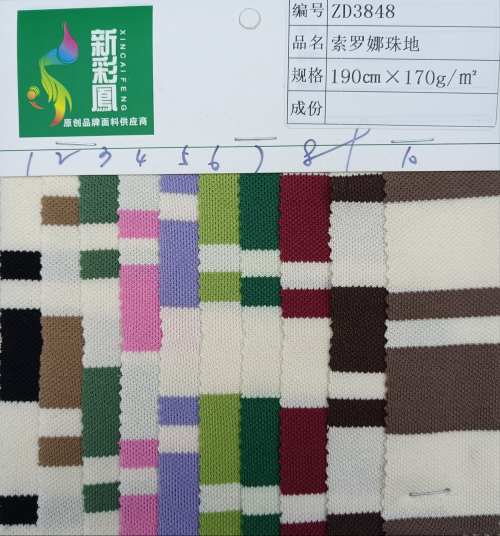 新彩鳳
XINCAIFENG
原创品牌面料供应商
编号 ZD3848
品名 索罗娜珠地
规格 190cm×170g/㎡
成份
1 2 3 4 5 6 7 8 9 10